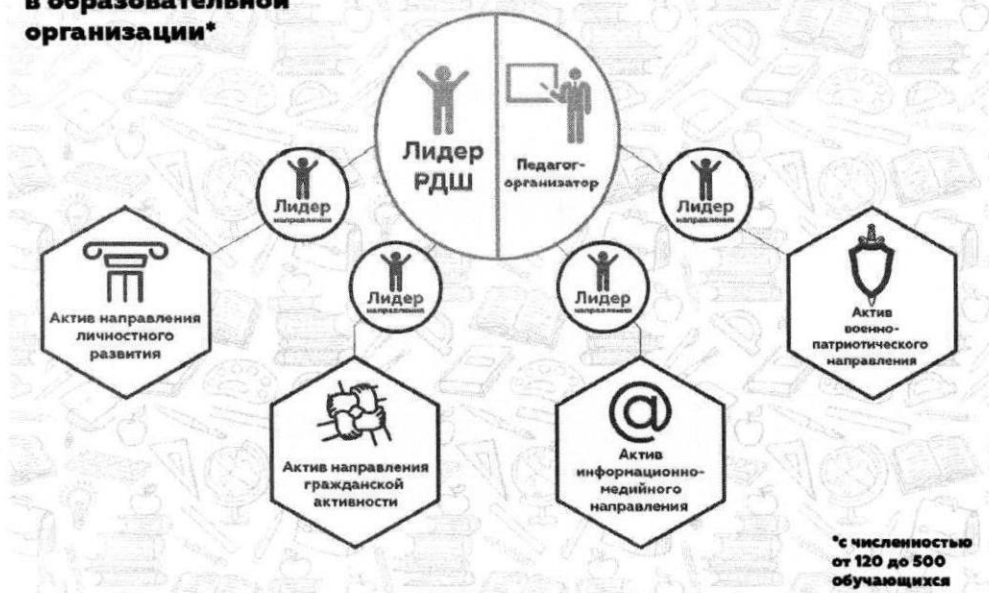 в образовательной
организации*
Лидер
РДШ
Педагог-
организатор
Лидер
направления
Лидер
направления
Лидер
направления
Лидер
направления
Актив направления
личностного
развития
Актив направления
гражданской
активности
Актив
информационно-
медийного
направления
Актив
военно-
патриотического
направления
*с численностью
от 120 до 500
обучающихся